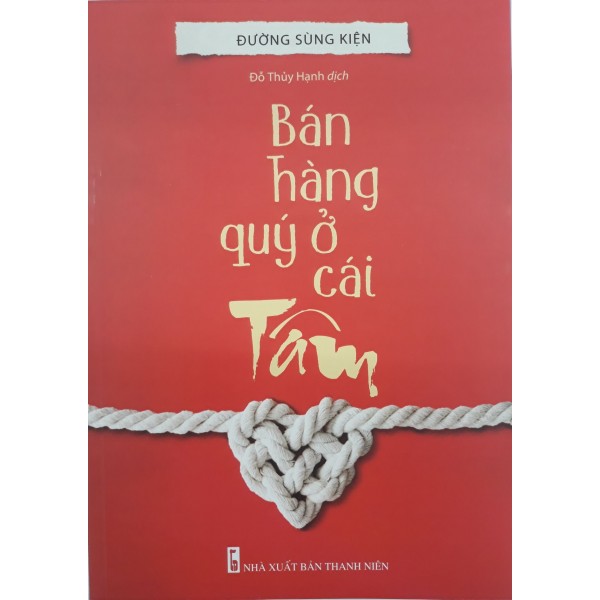 ĐƯỜNG SÙNG KIỆN
Đỗ Thủy Hạnh dịch
Bán
hàng
quý ở
cái
Tâm
NHÀ XUẤT BẢN THANH NIÊN